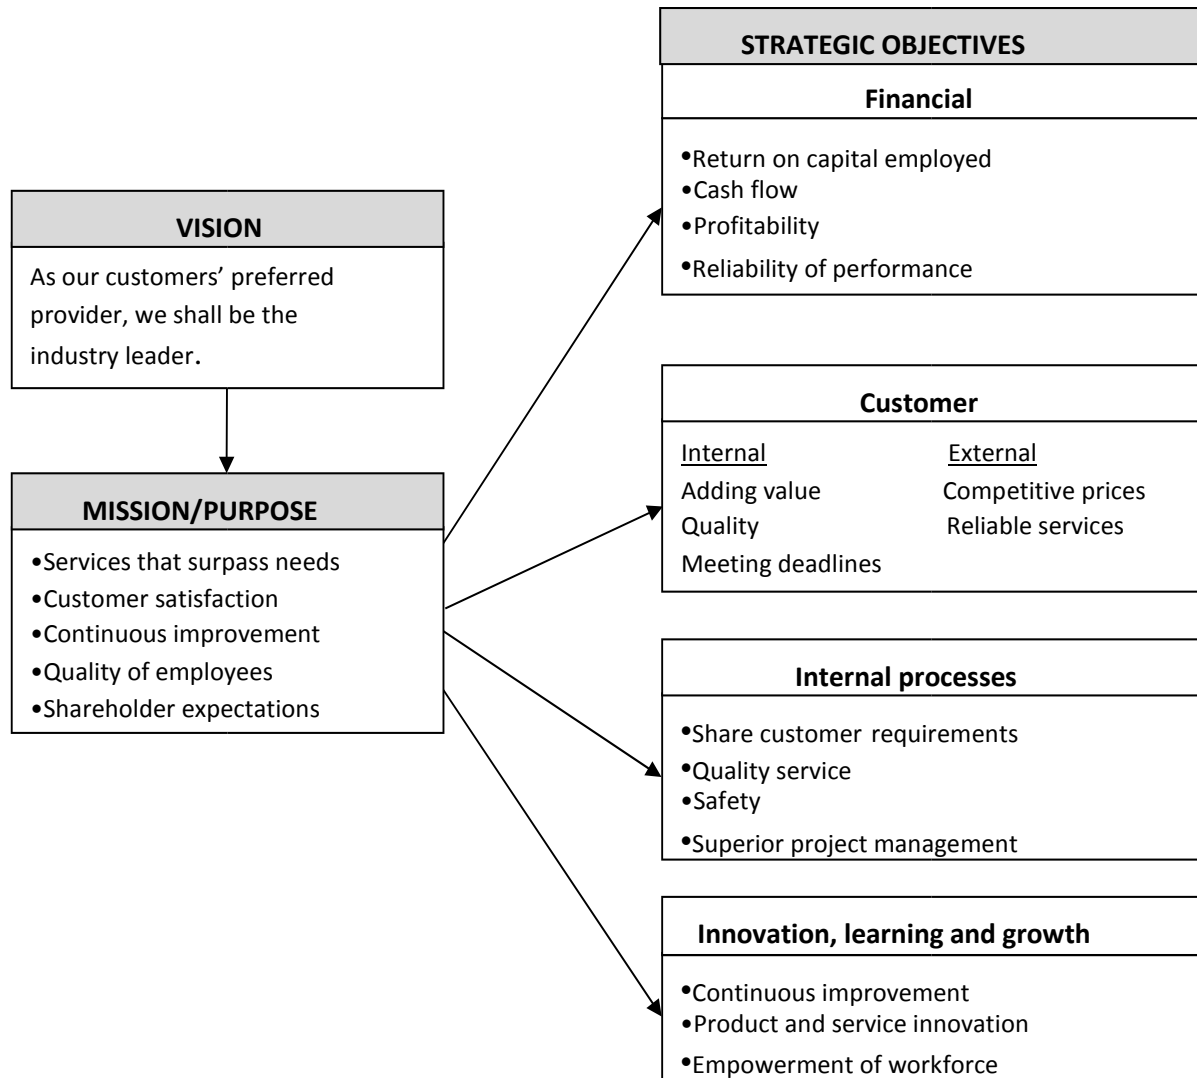 VISION
As our customers’ preferred
provider, we shall be the
industry leader.
MISSION/PURPOSE
•Services that surpass needs
•Customer satisfaction
•Continuous improvement
•Quality of employees
•Shareholder expectations
STRATEGIC OBJECTIVES
Financial
•Return on capital employed
•Cash flow
•Profitability
•Reliability of performance
Customer
Internal External
Adding value Competitive prices
Quality Reliable services
Meeting deadlines
Internal processes
•Share customer requirements
•Quality service
•Safety
•Superior project management
Innovation, learning and growth
•Continuous improvement
•Product and service innovation
•Empowerment of workforce